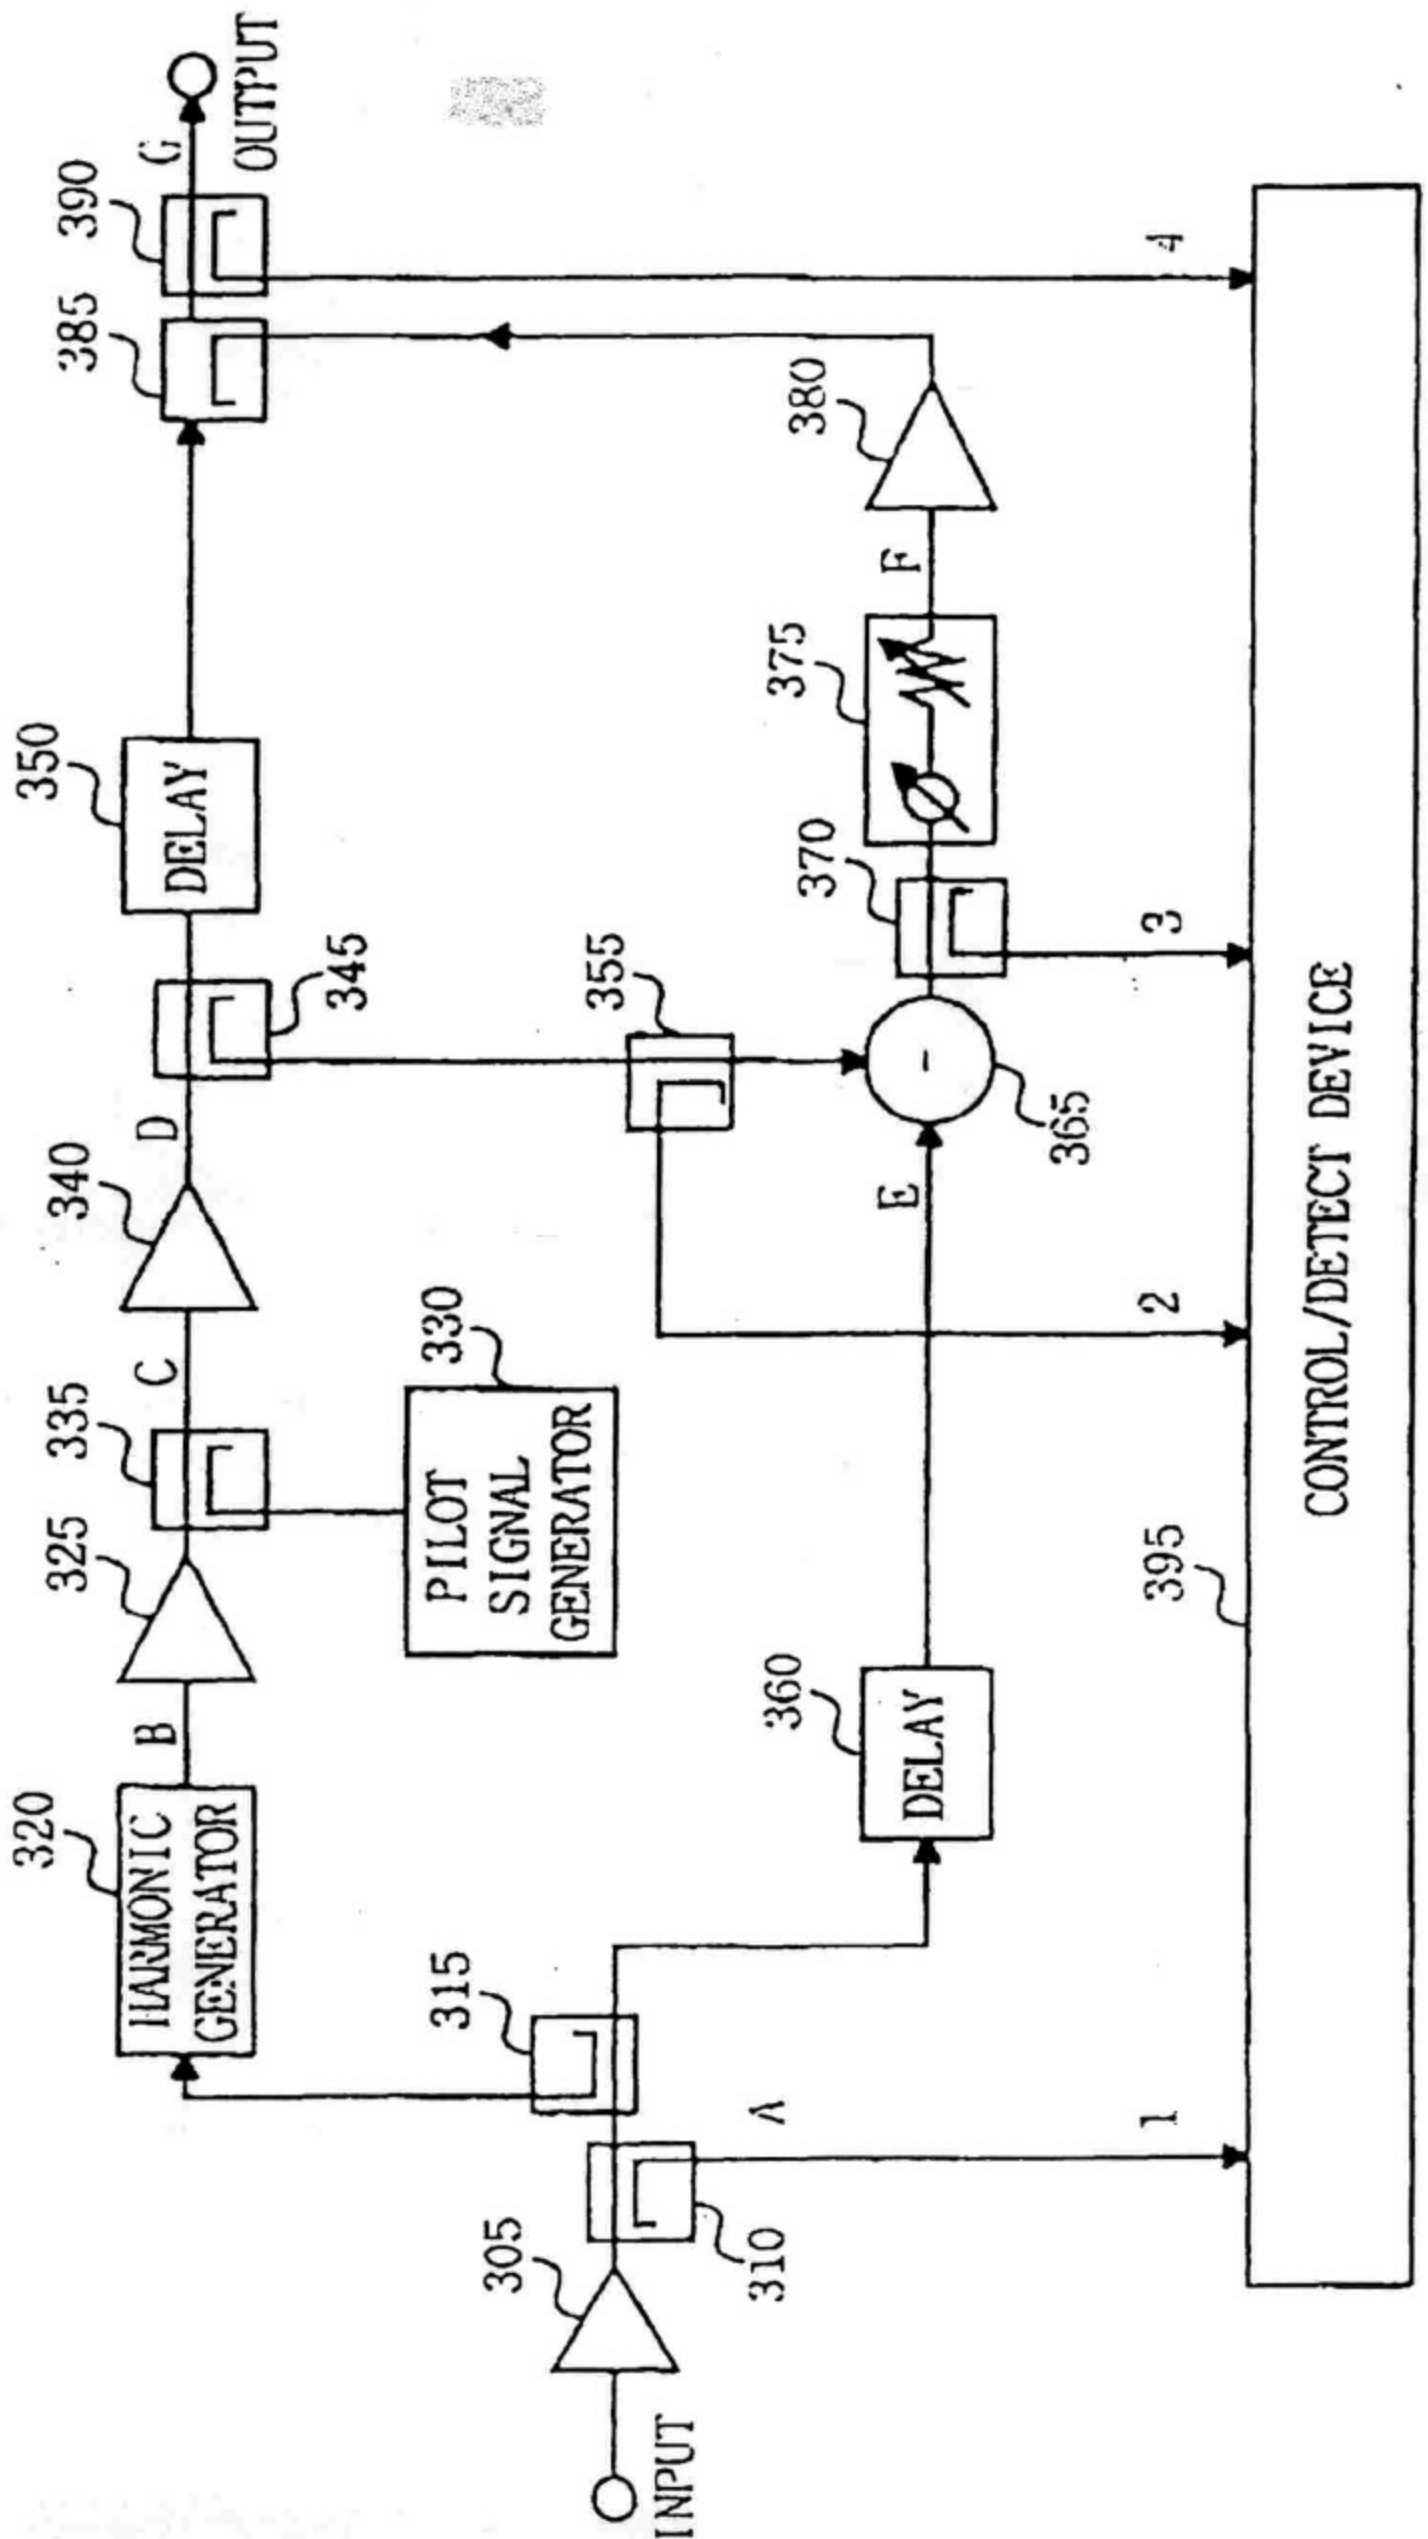 320
HARMONIC
GENERATOR
B
325
335
C
340
D
350
DELAY
385
390
G
OUTPUT
345
330
PILOT
SIGNAL
GENERATOR
315
355
INPUT
305
310
A
360
DELAY
E
365
370
375
F
380
1
2
3
4
395
CONTROL/DETECT DEVICE